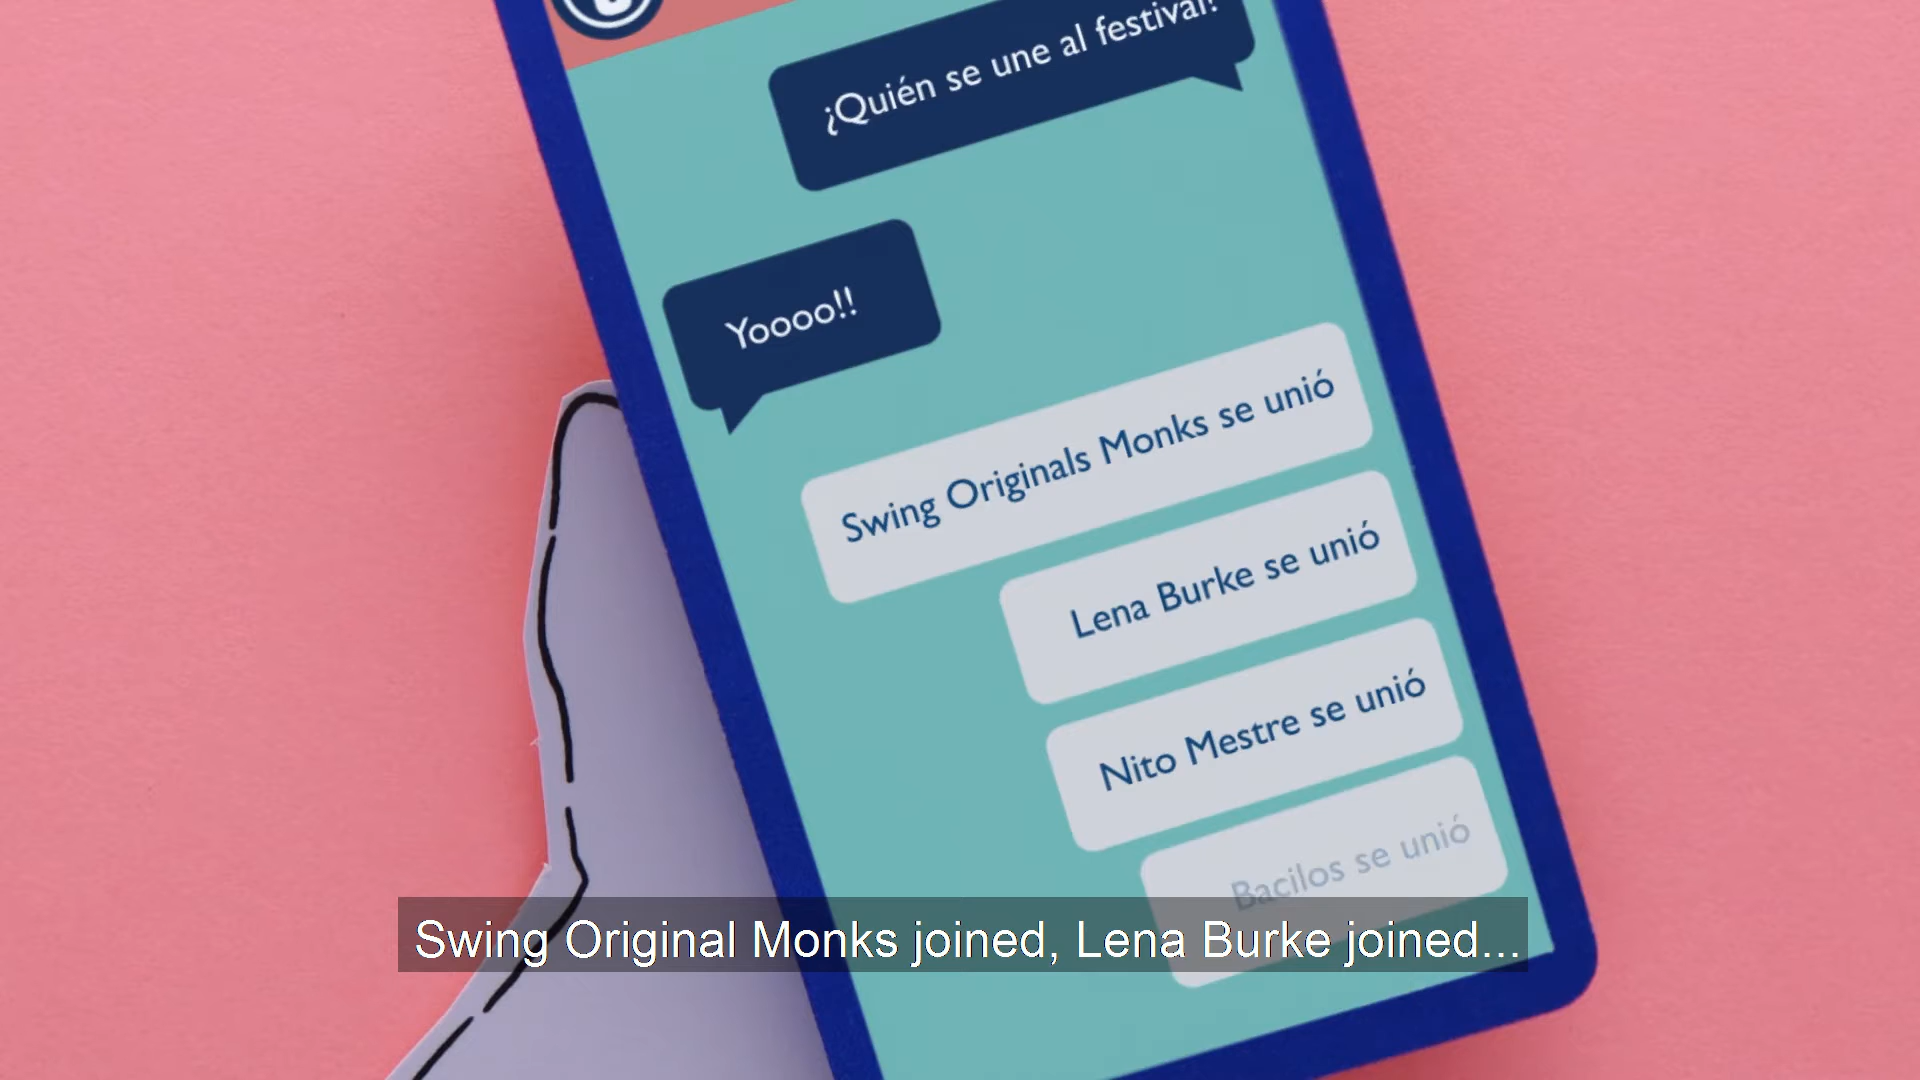 ¿Quién se une al festival?
Yoooo!!
Swing Originals Monks se unió
Lena Burke se unió
Nito Mestre se unió
Bacilos se unió
Swing Original Monks joined, Lena Burke joined...